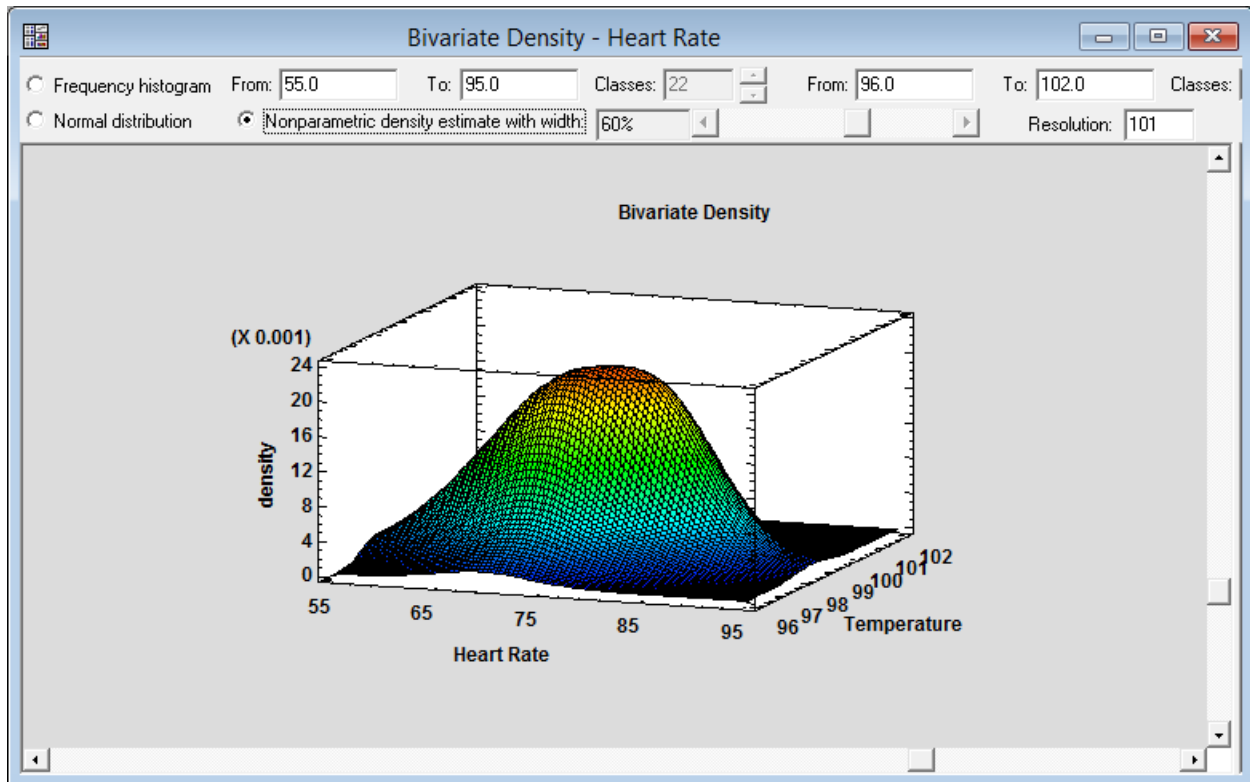 Bivariate Density - Heart Rate
Frequency histogram From: 55.0 To: 95.0 Classes: 22 From: 96.0 To: 102.0 Classes:
Normal distribution Nonparametric density estimate with width: 60% Resolution: 101
Bivariate Density
(X 0.001)
24
20
16
12
8
4
0
density
55 65 75 85 95
Heart Rate
96 97 98 99 100 101 102
Temperature